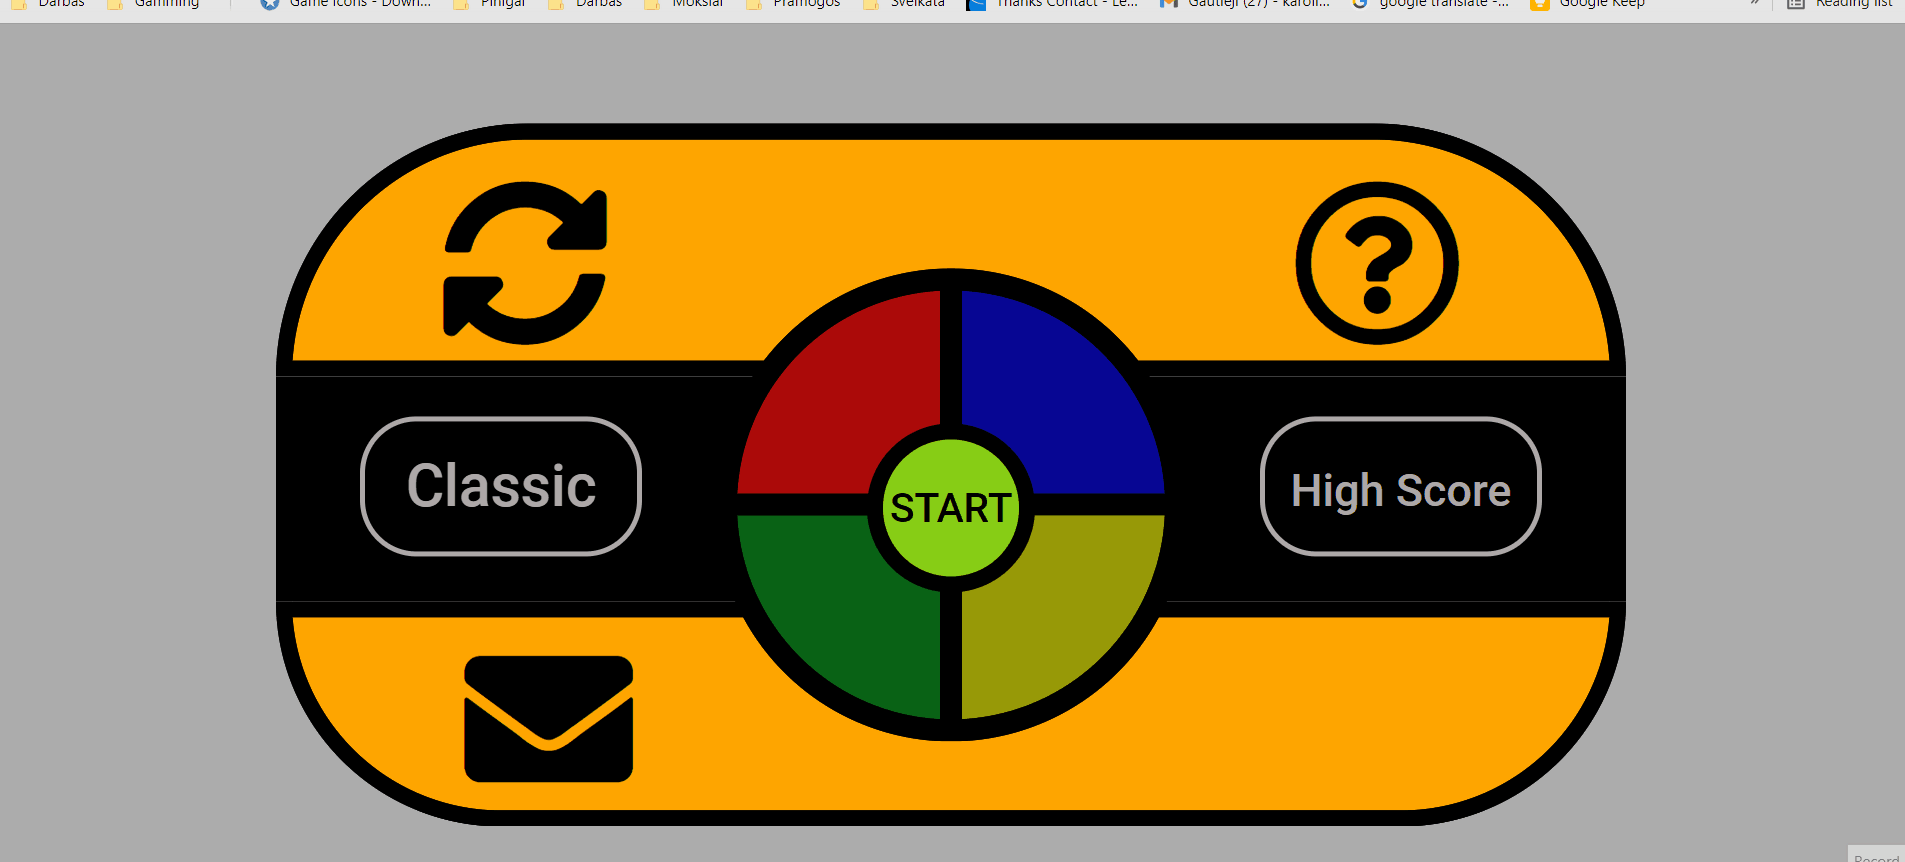 Darbas Gamming Game Icons - Down... Pinigai Darbas Mokslai Pramogos Sveikata Thanks Contact - Le... Gautieji (27) - karoli... google translate -... Google Keep » Reading list
Classic
START
High Score
Record